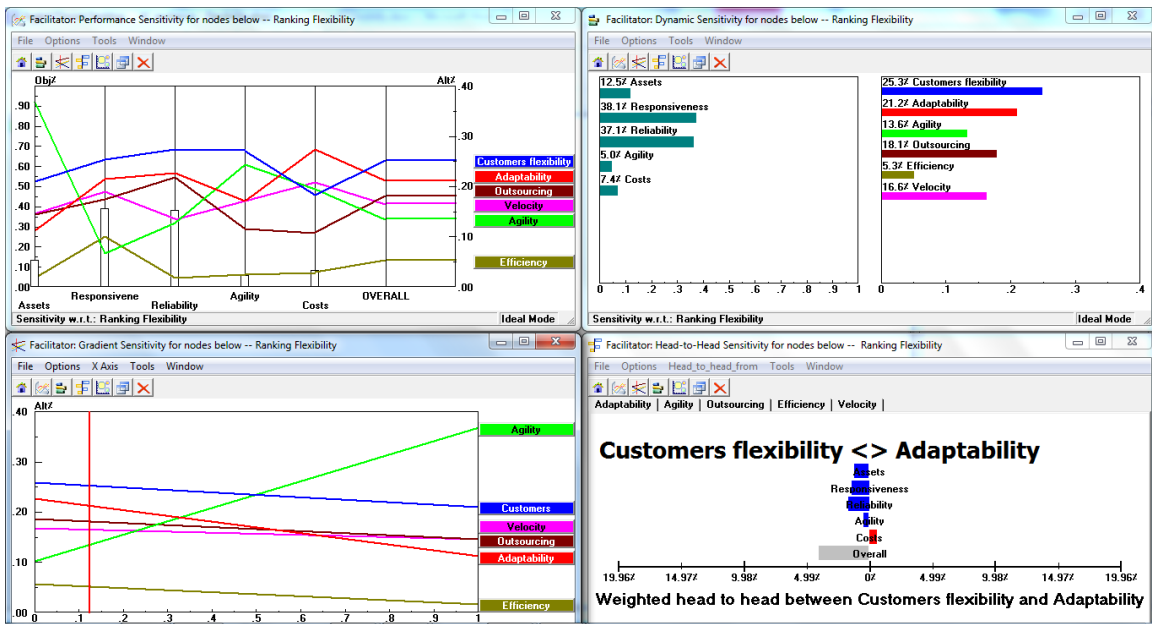 Facilitator: Performance Sensitivity for nodes below -- Ranking Flexibility
File Options Tools Window
Obj% Alt%
.90
.80
.70
.60
.50
.40
.30
.20
.10
.00
.40
.30
.20
.10
.00
Customers flexibility
Adaptability
Outsourcing
Velocity
Agility
Efficiency
Assets Responsivene Reliability Agility Costs OVERALL
Sensitivity w.r.t.: Ranking Flexibility Ideal Mode
Facilitator: Dynamic Sensitivity for nodes below -- Ranking Flexibility
File Options Tools Window
12.5% Assets
38.1% Responsiveness
37.1% Reliability
5.0% Agility
7.4% Costs
0 .1 .2 .3 .4 .5 .6 .7 .8 .9 1
25.3% Customers flexibility
21.2% Adaptability
13.6% Agility
18.1% Outsourcing
5.3% Efficiency
16.6% Velocity
0 .1 .2 .3 .4
Sensitivity w.r.t.: Ranking Flexibility Ideal Mode
Facilitator: Gradient Sensitivity for nodes below -- Ranking Flexibility
File Options X Axis Tools Window
Alt%
.40
.30
.20
.10
.00
Agility
Customers
Velocity
Outsourcing
Adaptability
Efficiency
0 .1 .2 .3 .4 .5 .6 .7 .8 .9 1
Facilitator: Head-to-Head Sensitivity for nodes below -- Ranking Flexibility
File Options Head_to_head_from Tools Window
Adaptability | Agility | Outsourcing | Efficiency | Velocity |
Customers flexibility <> Adaptability
Assets
Responsiveness
Reliability
Agility
Costs
Overall
19.96% 14.97% 9.98% 4.99% 0% 4.99% 9.98% 14.97% 19.96%
Weighted head to head between Customers flexibility and Adaptability